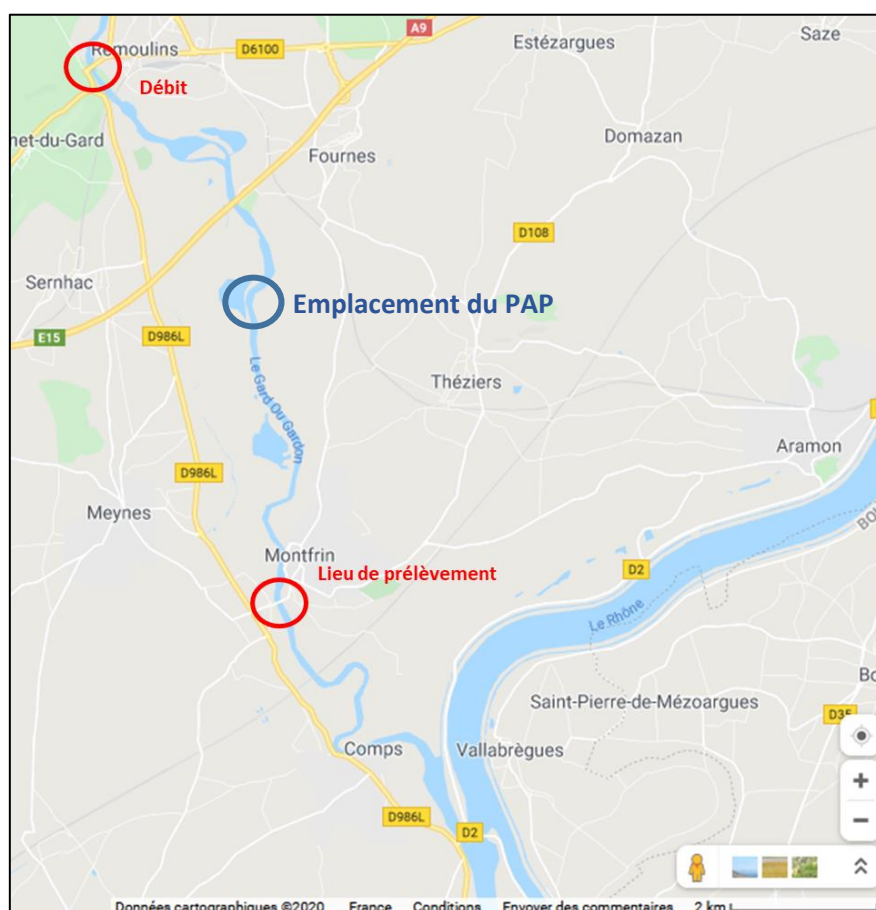 A9
Saze
Remoulins
D6100
Estézargues
Débit
Domazan
net-du-Gard
Fournes
D108
Sernhac
Emplacement du PAP
E15
D986L
Le Gard Ou Gardon
Théziers
Aramon
D986L
Meynes
Montfrin
Lieu de prélèvement
D2
Le Rhône
Saint-Pierre-de-Mézoargues
D35
Comps
Vallabrègues
D986L
D2
Données cartographiques ©2020 France Conditions Envoyer des commentaires 2 km